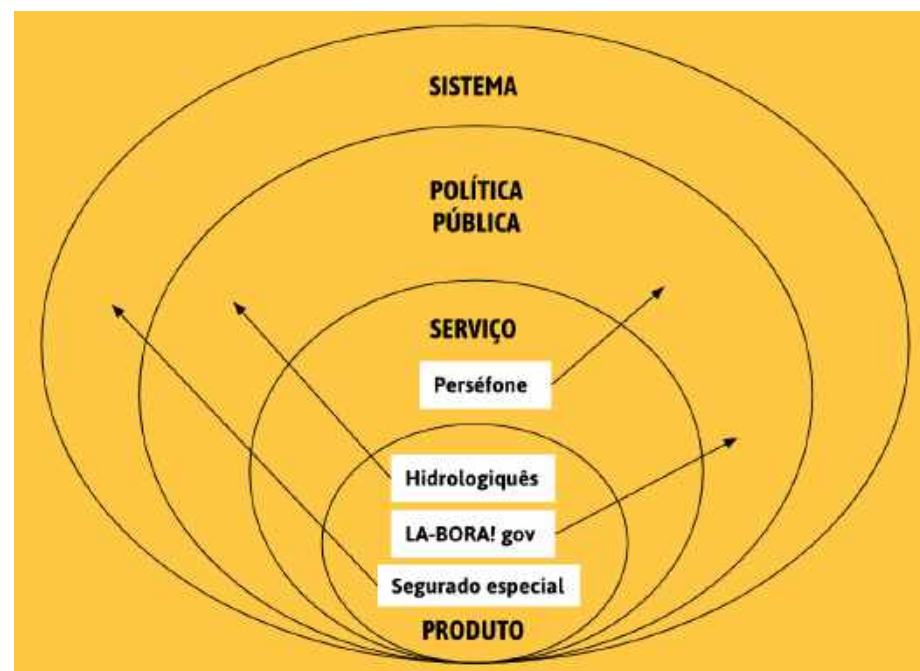 SISTEMA
POLÍTICA
PÚBLICA
SERVIÇO
Perséfone
Hidrologiquês
LA-BORA! gov
Segurado especial
PRODUTO